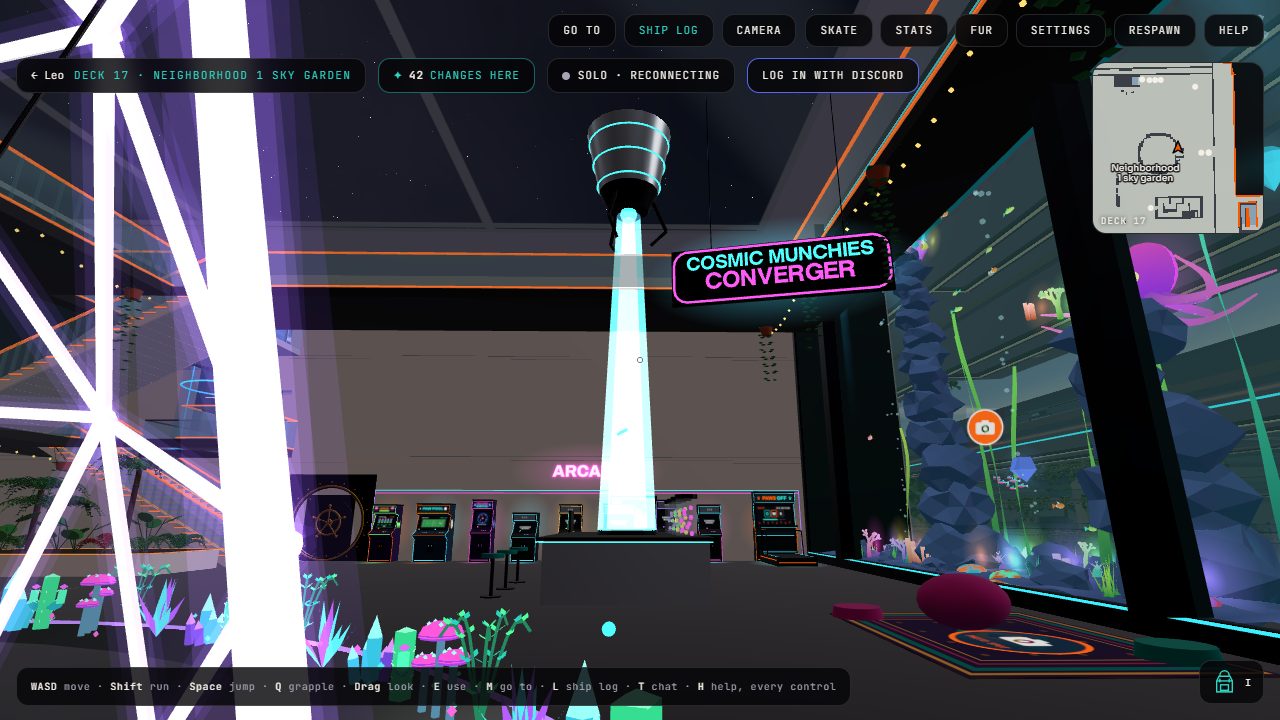 GO TO
SHIP LOG
CAMERA
SKATE
STATS
FUR
SETTINGS
RESPAWN
HELP
← Leo DECK 17 · NEIGHBORHOOD 1 SKY GARDEN
✦ 42 CHANGES HERE
SOLO · RECONNECTING
LOG IN WITH DISCORD
Neighborhood
1 sky garden
DECK 17
COSMIC MUNCHIES
CONVERGER
ARCA
PAWS OFF
WASD move · Shift run · Space jump · Q grapple · Drag look · E use · M go to · L ship log · T chat · H help, every control
I